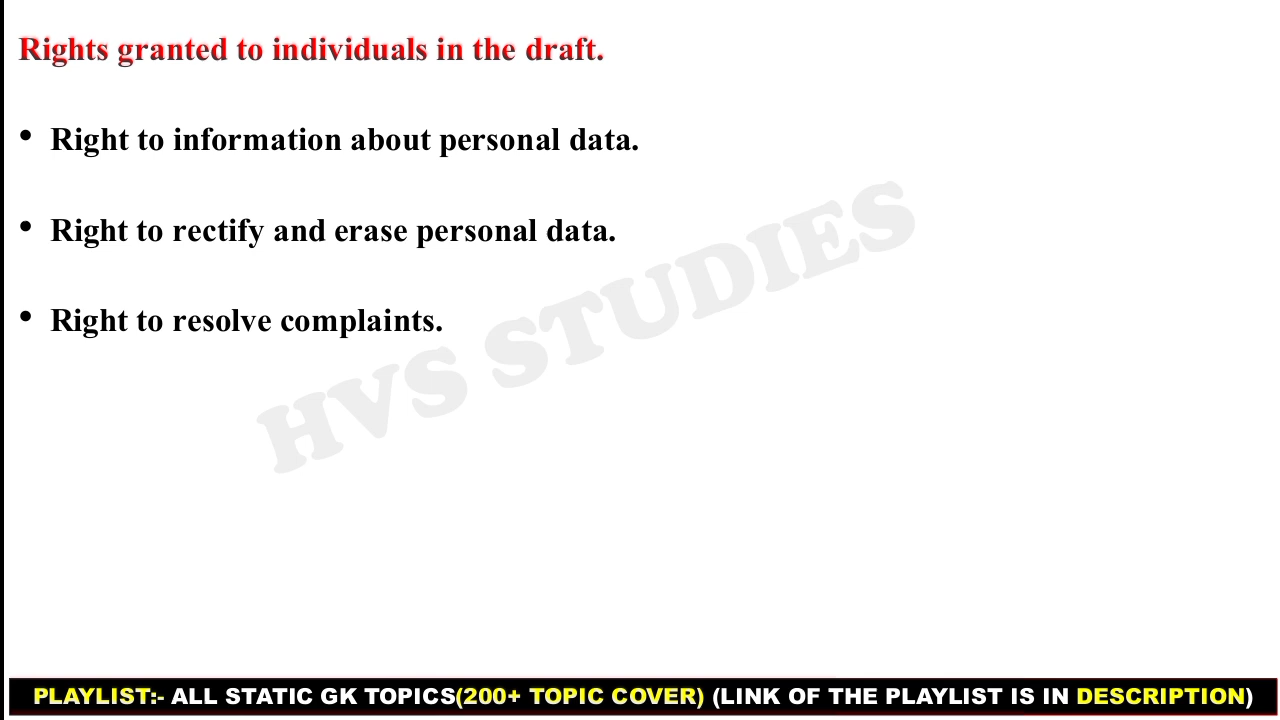 Rights granted to individuals in the draft.
• Right to information about personal data.
• Right to rectify and erase personal data.
• Right to resolve complaints.
HVS STUDIES
PLAYLIST:- ALL STATIC GK TOPICS(200+ TOPIC COVER) (LINK OF THE PLAYLIST IS IN DESCRIPTION)